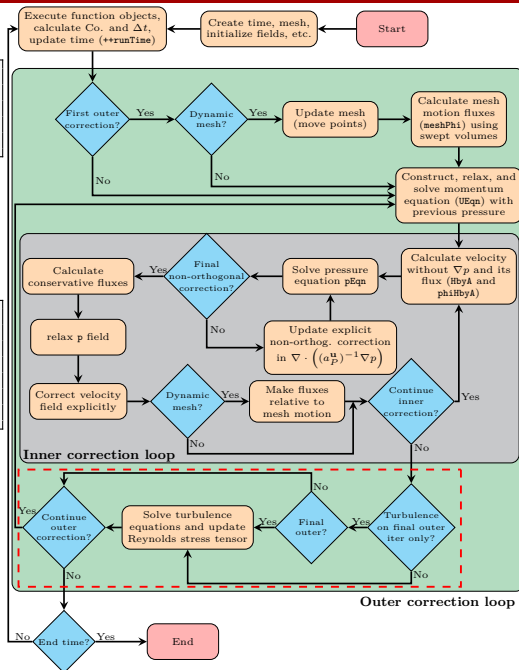 Execute function objects,
calculate Co. and Δt,
update time (++runTime)
Create time, mesh,
initialize fields, etc.
Start
First outer
correction?
Yes
Dynamic
mesh?
Yes
Update mesh
(move points)
Calculate mesh
motion fluxes
(meshPhi) using
swept volumes
No
No
Construct, relax, and
solve momentum
equation (UEqn) with
previous pressure
Calculate
conservative fluxes
Yes
Final
non-orthogonal
correction?
Solve pressure
equation pEqn
Calculate velocity
without ∇p and its
flux (HbyA and
phiHbyA)
No
relax p field
Update explicit
non-orthog. correction
in ∇ · ((a_P^u)^{-1}∇p)
Correct velocity
field explicitly
Dynamic
mesh?
Yes
Make fluxes
relative to
mesh motion
Continue
inner
correction?
Yes
No
No
Inner correction loop
No
Yes
Continue
outer
correction?
Solve turbulence
equations and update
Reynolds stress tensor
Yes
Final
outer?
Yes
Turbulence
on final outer
iter only?
No
No
Outer correction loop
No
End time?
Yes
End